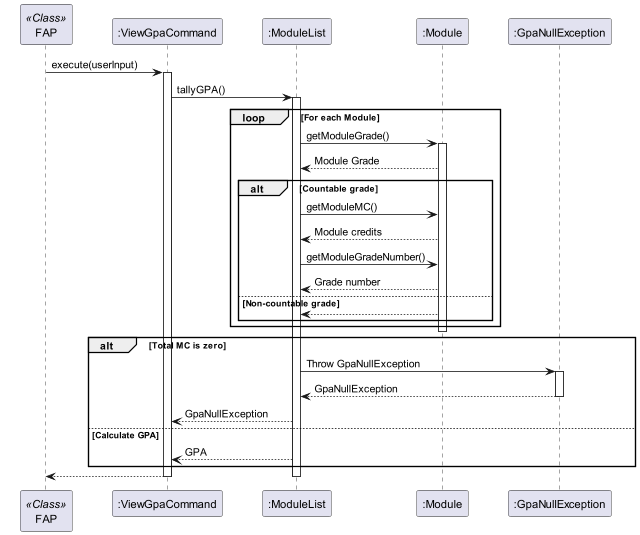 «Class»
FAP
:ViewGpaCommand
:ModuleList
:Module
:GpaNullException
execute(userInput)
tallyGPA()
loop
[For each Module]
getModuleGrade()
Module Grade
alt
[Countable grade]
getModuleMC()
Module credits
getModuleGradeNumber()
Grade number
[Non-countable grade]
alt
[Total MC is zero]
Throw GpaNullException
GpaNullException
GpaNullException
[Calculate GPA]
GPA
«Class»
FAP
:ViewGpaCommand
:ModuleList
:Module
:GpaNullException